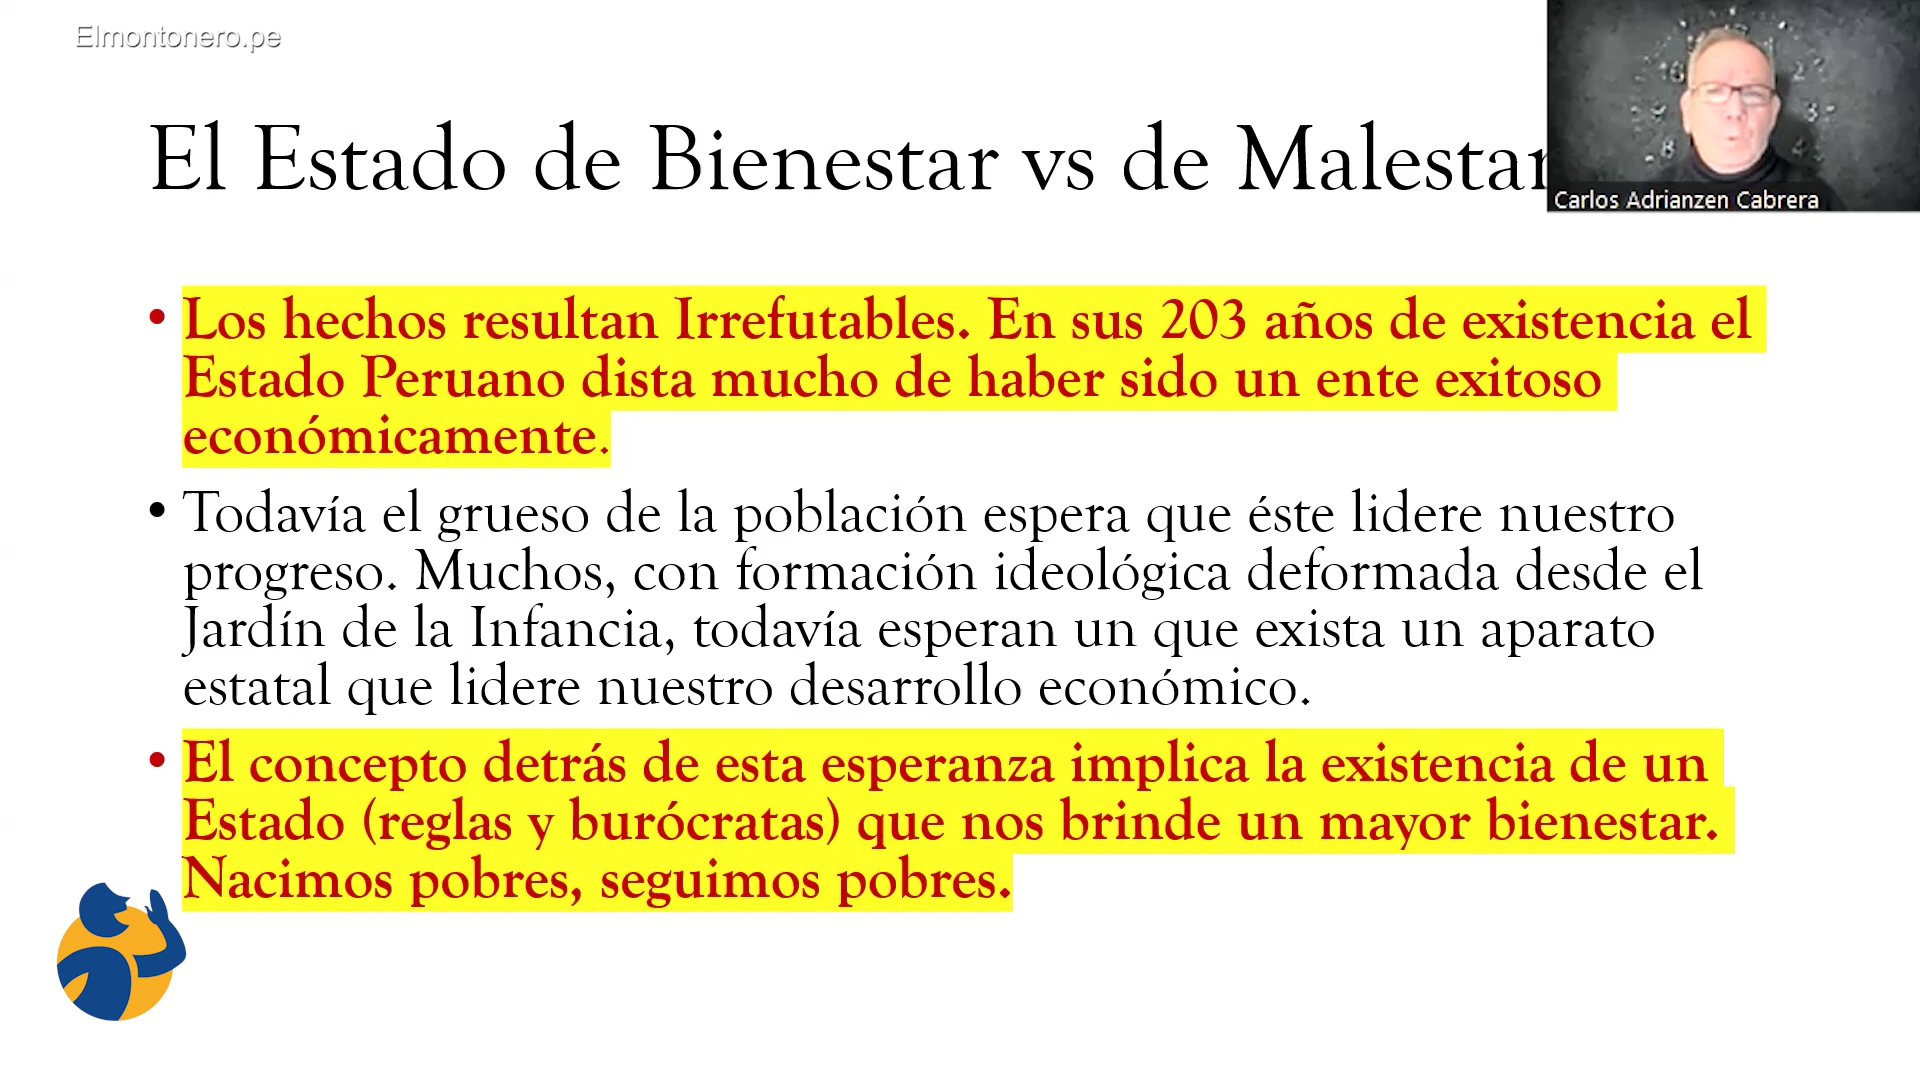 Elmontonero.pe
El Estado de Bienestar vs de Malestar
Carlos Adrianzen Cabrera
• Los hechos resultan Irrefutables. En sus 203 años de existencia el
Estado Peruano dista mucho de haber sido un ente exitoso
económicamente.
• Todavía el grueso de la población espera que éste lidere nuestro
progreso. Muchos, con formación ideológica deformada desde el
Jardín de la Infancia, todavía esperan un que exista un aparato
estatal que lidere nuestro desarrollo económico.
• El concepto detrás de esta esperanza implica la existencia de un
Estado (reglas y burócratas) que nos brinde un mayor bienestar.
Nacimos pobres, seguimos pobres.